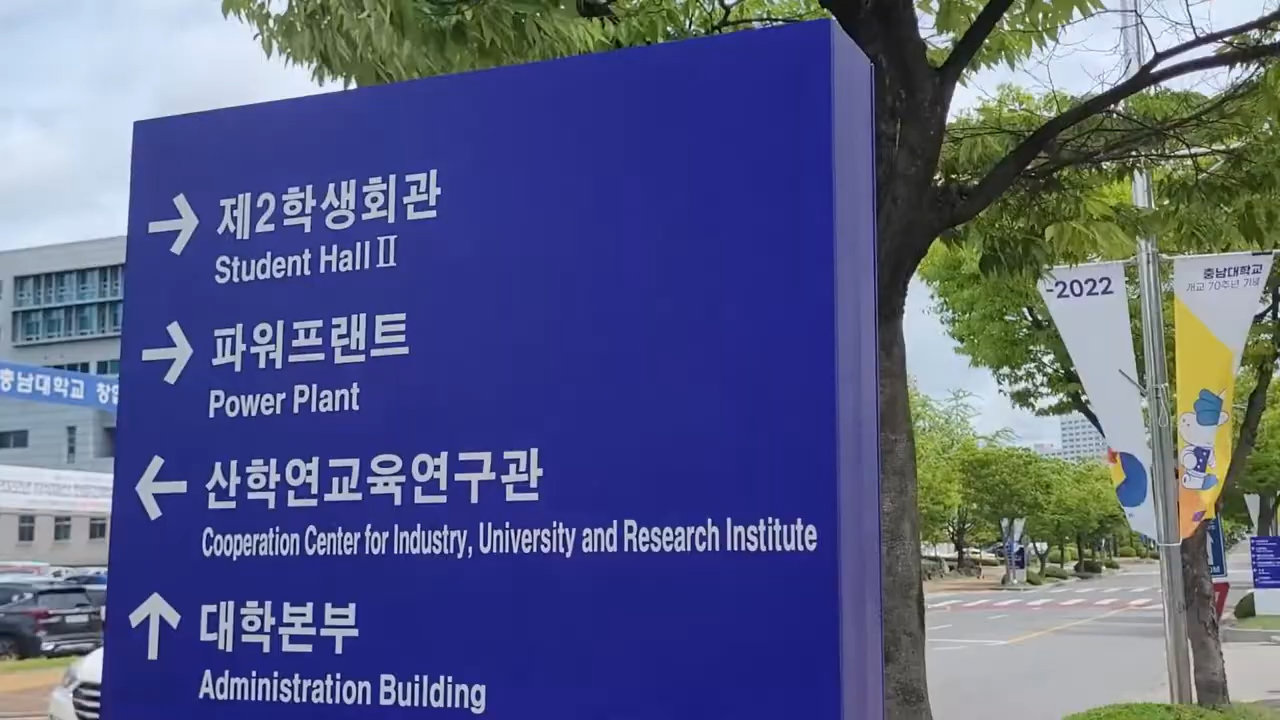 → 제2학생회관
Student Hall Ⅱ
→ 파워프랜트
Power Plant
← 산학연교육연구관
Cooperation Center for Industry, University and Research Institute
↑ 대학본부
Administration Building
충남대학교 창업
-2022
충남대학교
개교 70주년 기념